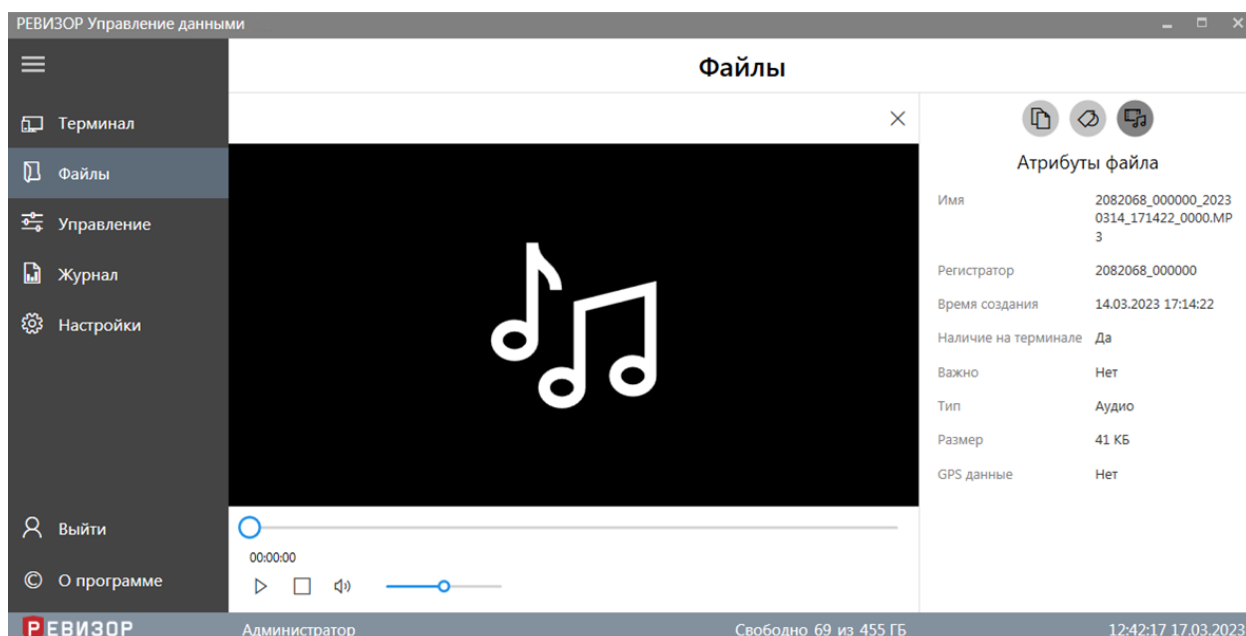 РЕВИЗОР Управление данными
Файлы
Терминал
Файлы
Управление
Журнал
Настройки
Выйти
О программе
00:00:00
Атрибуты файла
Имя 2082068_000000_2023
0314_171422_0000.MP
3
Регистратор 2082068_000000
Время создания 14.03.2023 17:14:22
Наличие на терминале Да
Важно Нет
Тип Аудио
Размер 41 КБ
GPS данные Нет
РЕВИЗОР Администратор Свободно 69 из 455 ГБ 12:42:17 17.03.2023